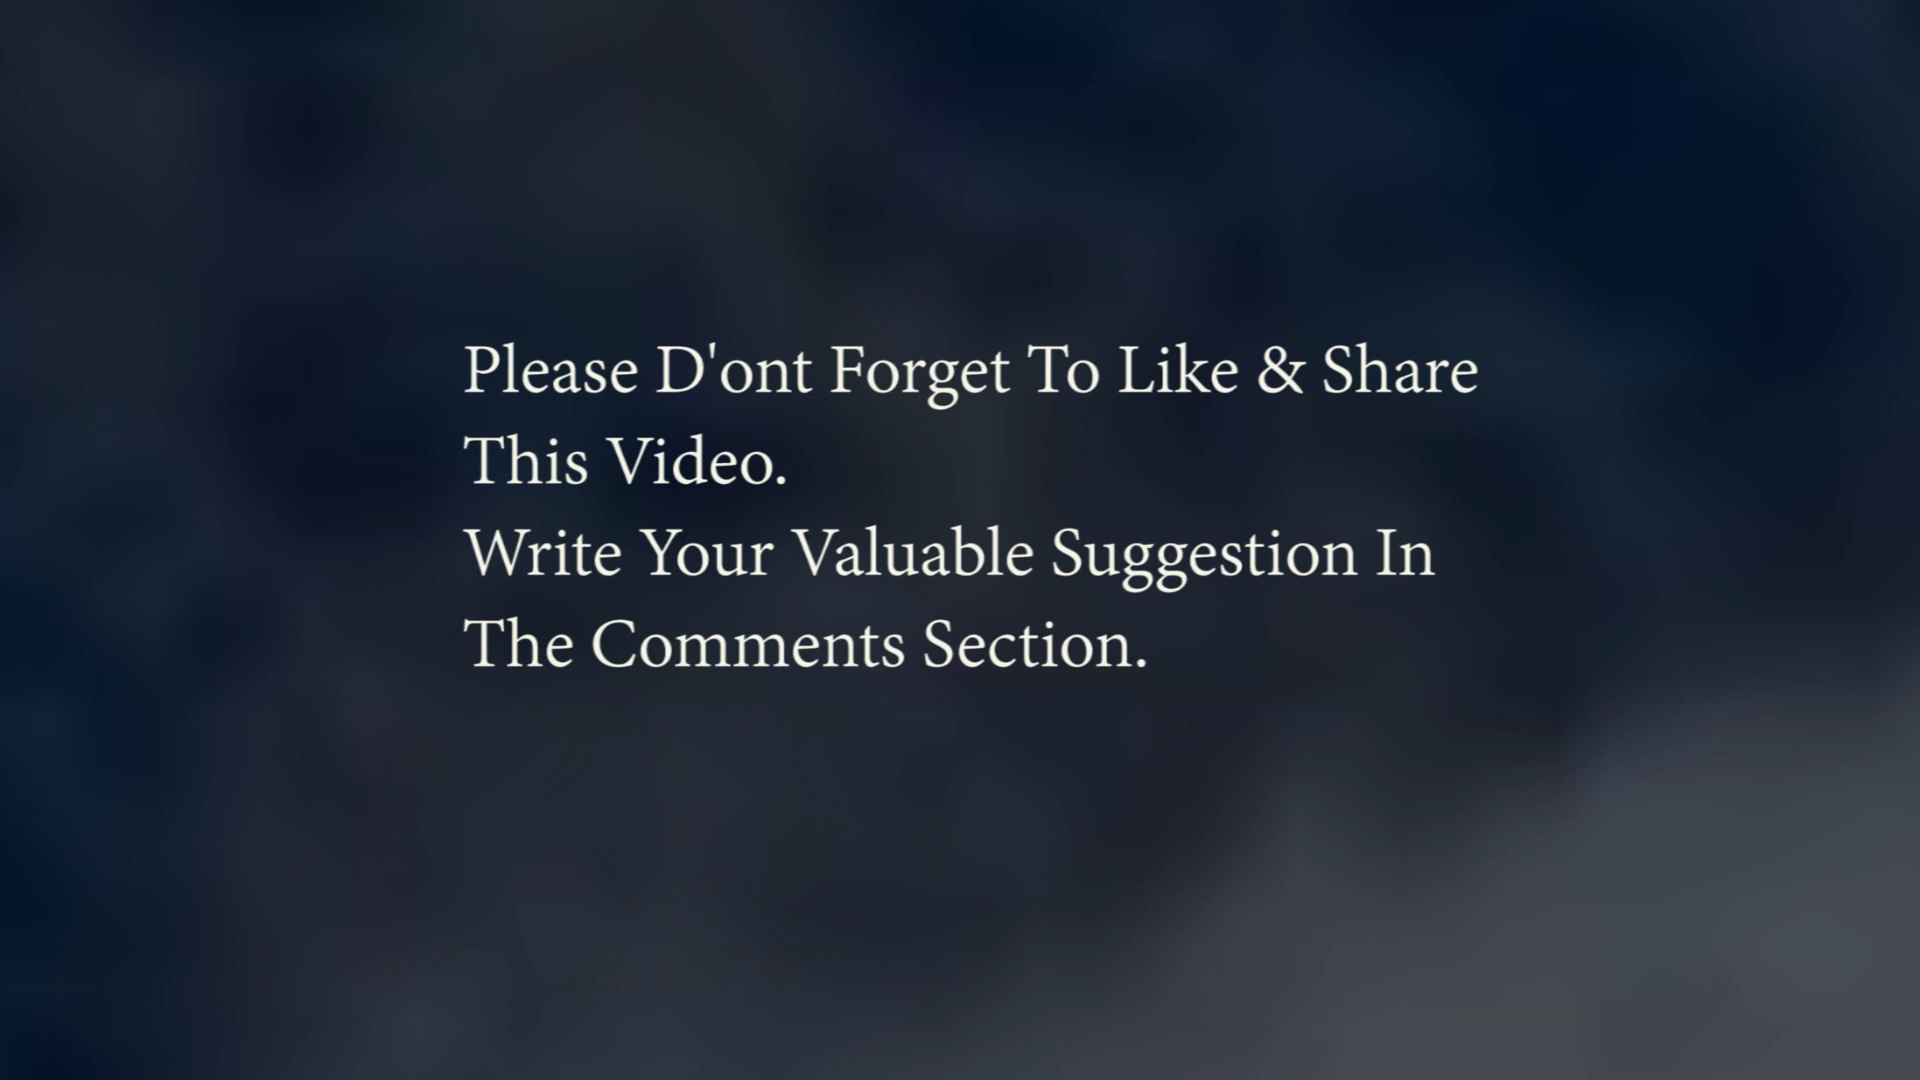 Please D'ont Forget To Like & Share
This Video.
Write Your Valuable Suggestion In
The Comments Section.